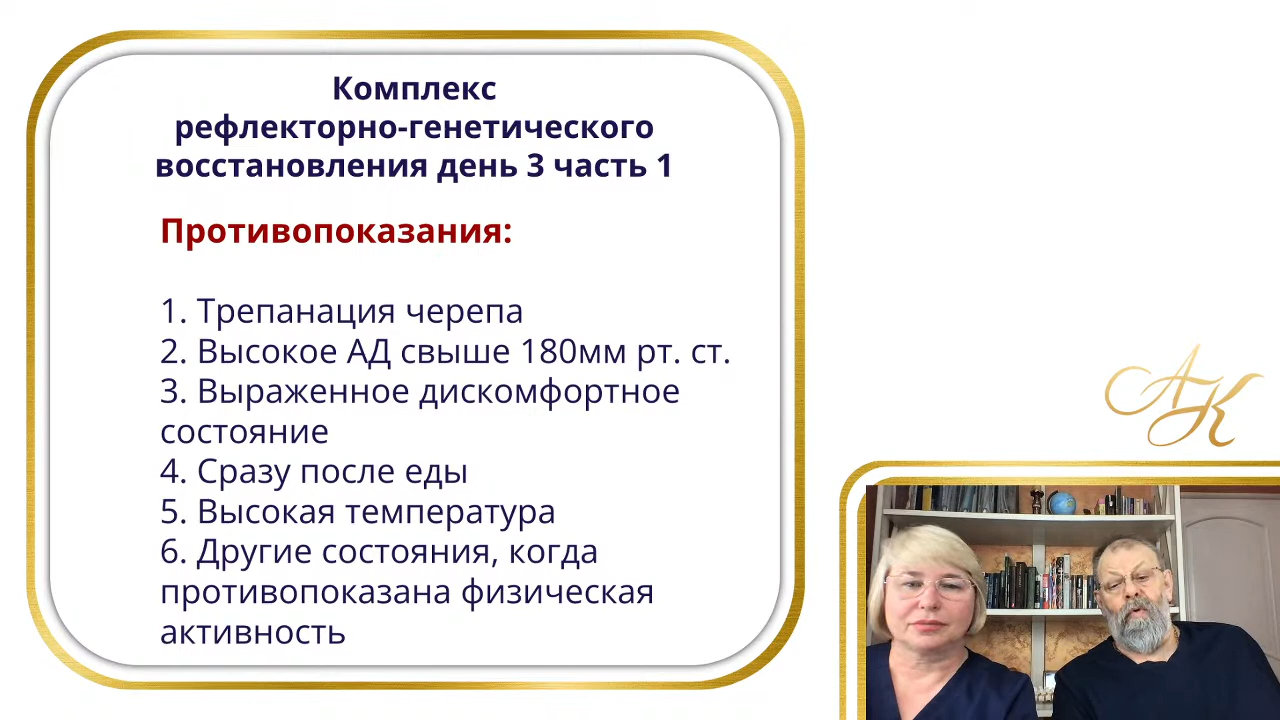 Комплекс
рефлекторно-генетического
восстановления день 3 часть 1
Противопоказания:
1. Трепанация черепа
2. Высокое АД свыше 180мм рт. ст.
3. Выраженное дискомфортное
состояние
4. Сразу после еды
5. Высокая температура
6. Другие состояния, когда
противопоказана физическая
активность
АК